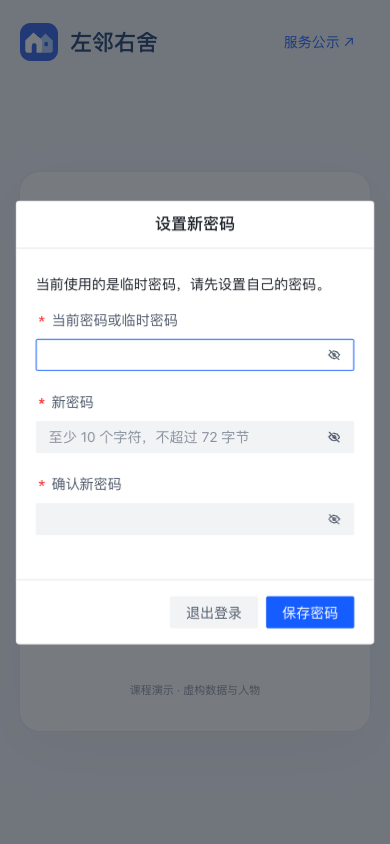 左邻右舍
服务公示 ↗
设置新密码
当前使用的是临时密码，请先设置自己的密码。
* 当前密码或临时密码
* 新密码
至少 10 个字符，不超过 72 字节
* 确认新密码
退出登录
保存密码
课程演示 · 虚构数据与人物